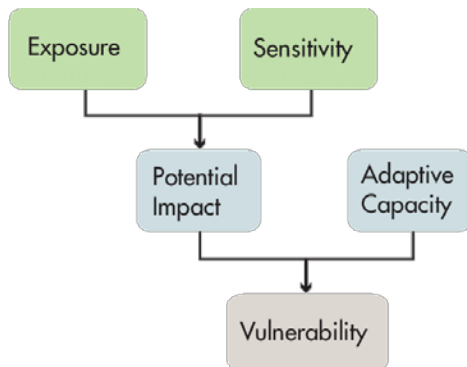 Exposure
Sensitivity
Potential
Impact
Adaptive
Capacity
Vulnerability